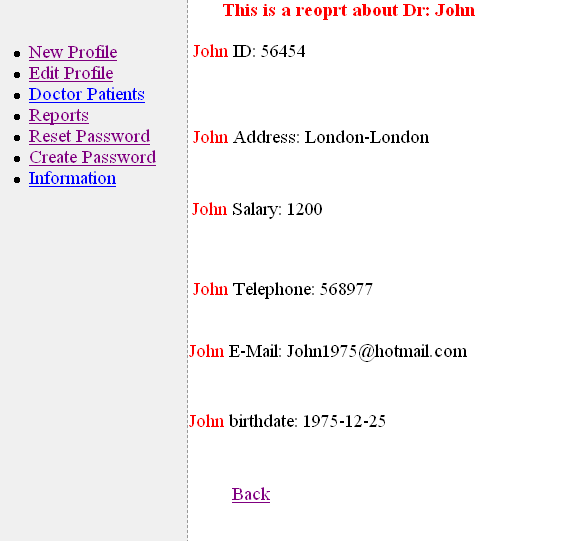 This is a reoprt about Dr: John
New Profile
Edit Profile
Doctor Patients
Reports
Reset Password
Create Password
Information
John ID: 56454
John Address: London-London
John Salary: 1200
John Telephone: 568977
John E-Mail: John1975@hotmail.com
John birthdate: 1975-12-25
Back